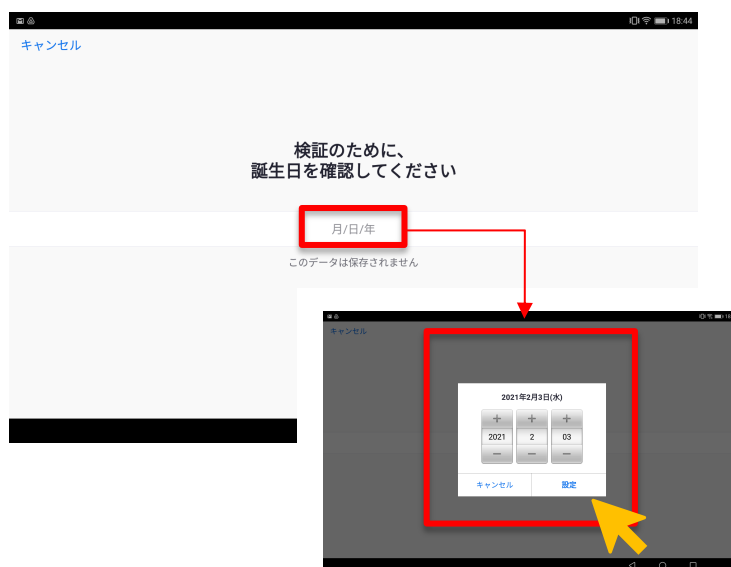 18:44
キャンセル
検証のために、
誕生日を確認してください
月/日/年
このデータは保存されません
キャンセル
2021年2月3日(水)
+ + +
2021 2 03
− − −
キャンセル 設定